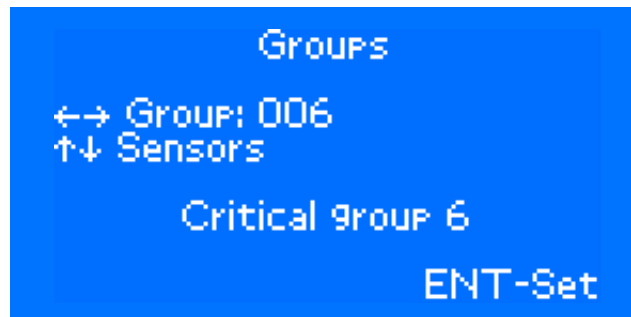 Groups
←→ Group: 006
↑↓ Sensors
Critical group 6
ENT-Set